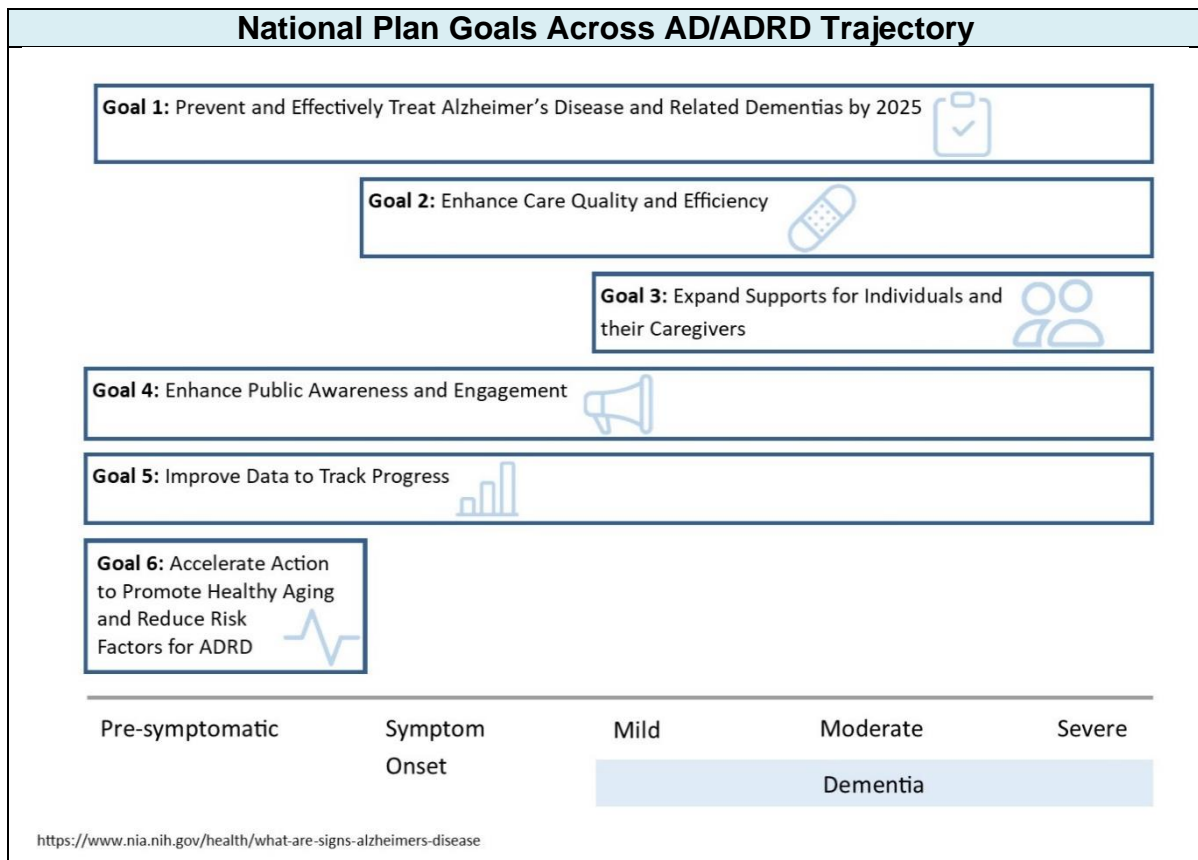 National Plan Goals Across AD/ADRD Trajectory
Goal 1: Prevent and Effectively Treat Alzheimer's Disease and Related Dementias by 2025
Goal 2: Enhance Care Quality and Efficiency
Goal 3: Expand Supports for Individuals and
their Caregivers
Goal 4: Enhance Public Awareness and Engagement
Goal 5: Improve Data to Track Progress
Goal 6: Accelerate Action
to Promote Healthy Aging
and Reduce Risk
Factors for ADRD
Pre-symptomatic
Symptom
Onset
Mild
Moderate
Severe
Dementia
https://www.nia.nih.gov/health/what-are-signs-alzheimers-disease